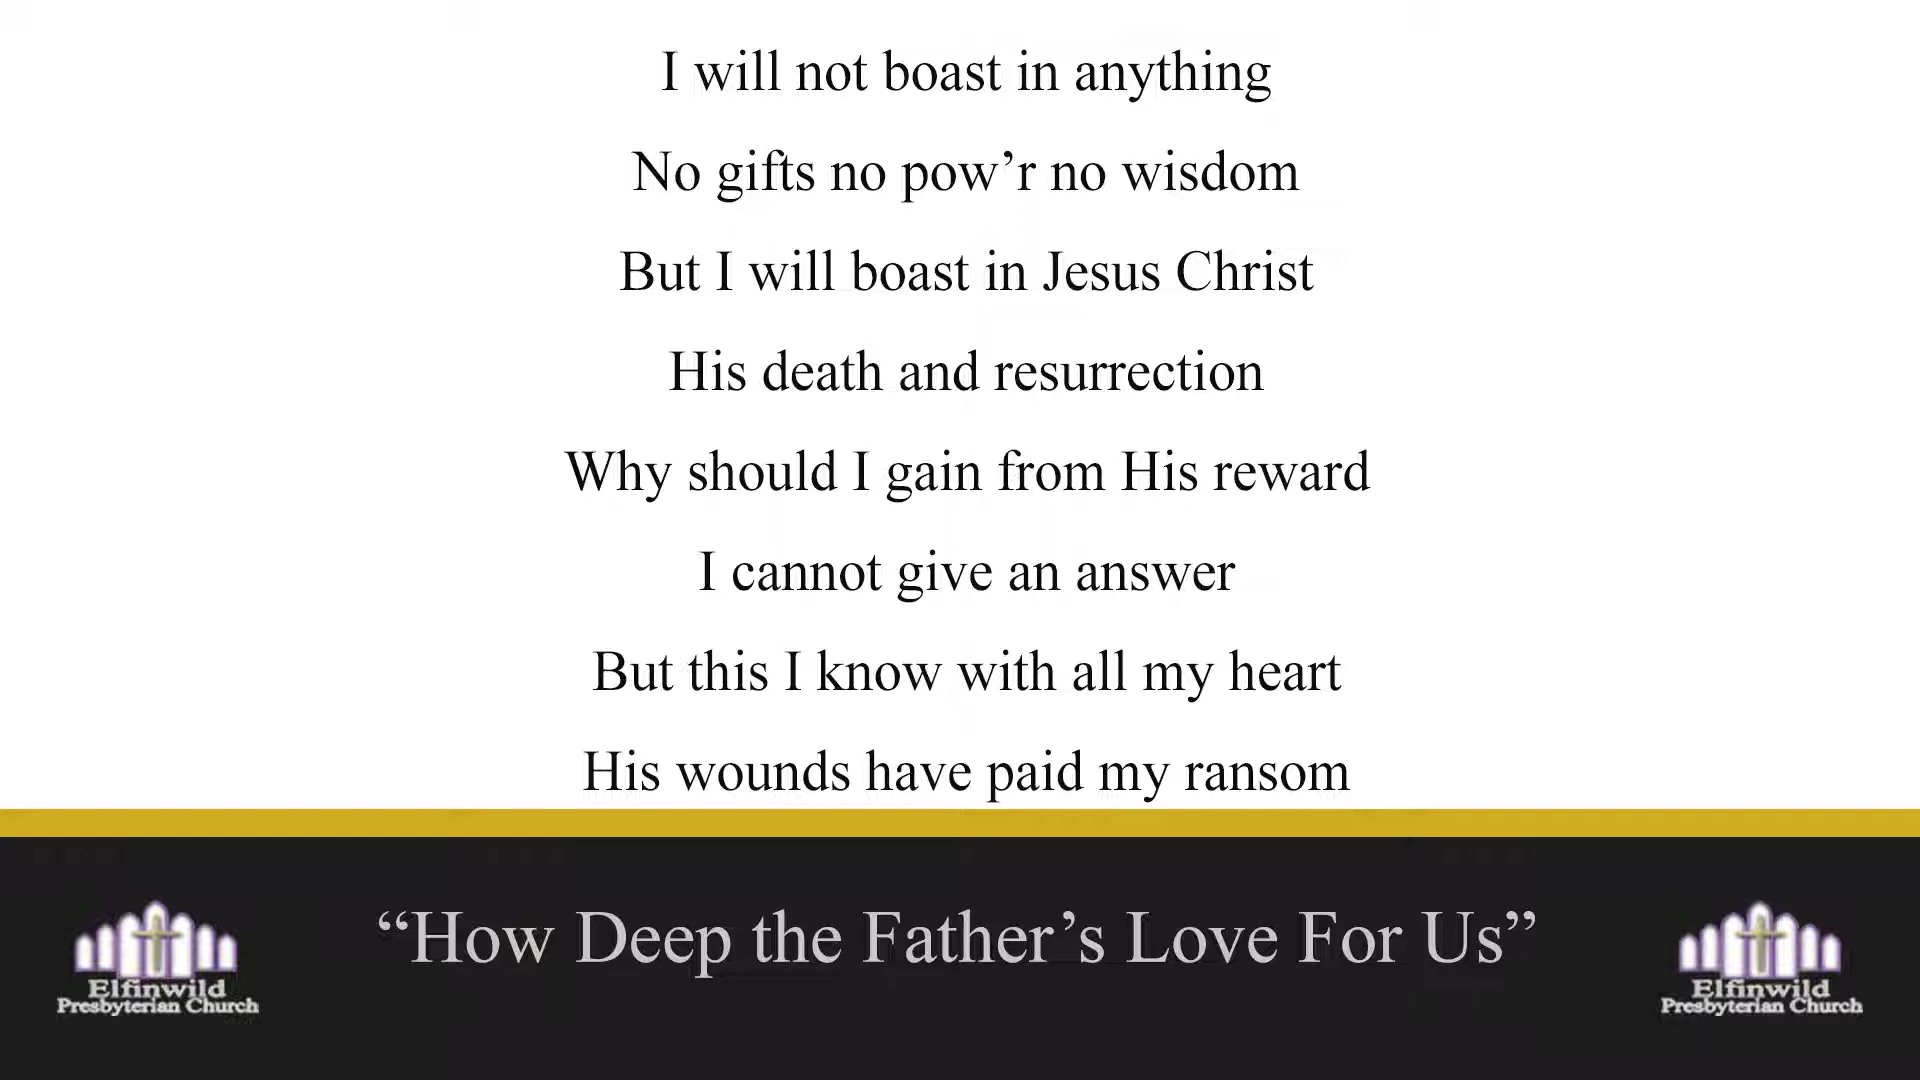 I will not boast in anything
No gifts no pow’r no wisdom
But I will boast in Jesus Christ
His death and resurrection
Why should I gain from His reward
I cannot give an answer
But this I know with all my heart
His wounds have paid my ransom
“How Deep the Father’s Love For Us”
Elfinwild
Presbyterian Church
Elfinwild
Presbyterian Church